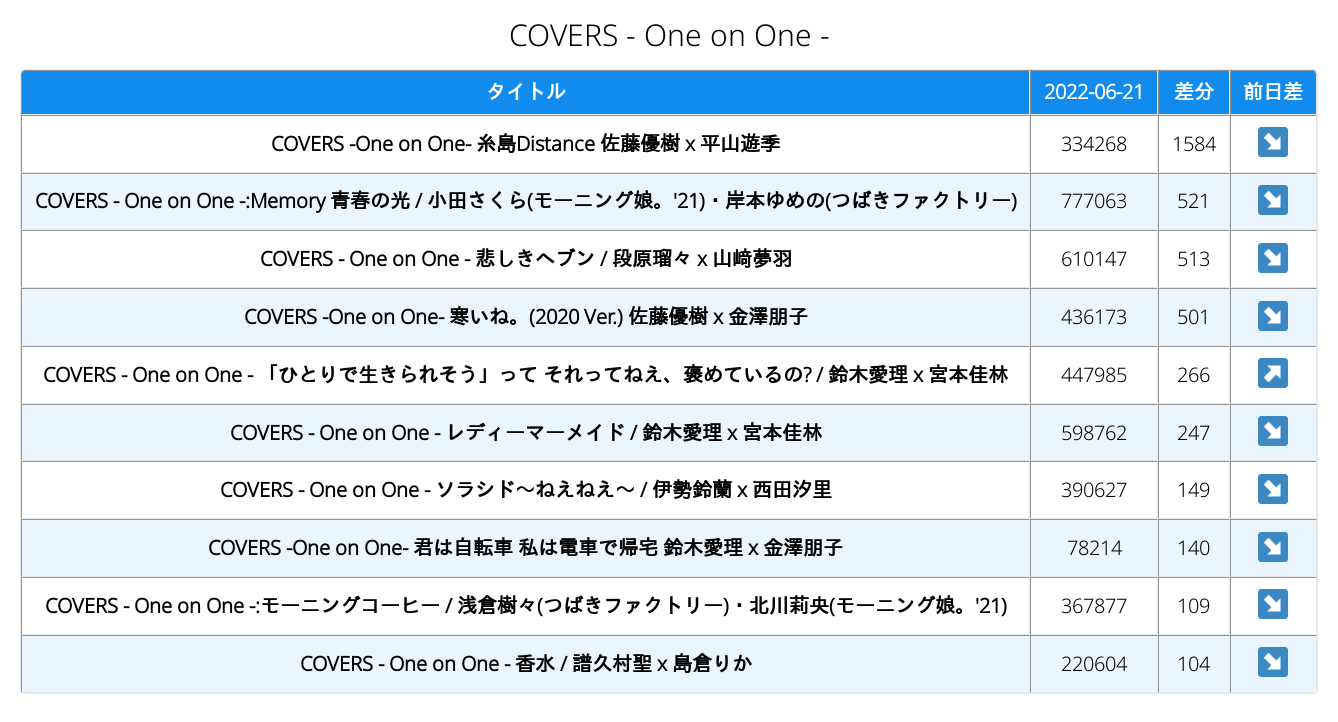 COVERS - One on One -
タイトル 2022-06-21 差分 前日差
COVERS -One on One- 糸島Distance 佐藤優樹 x 平山遊季 334268 1584 ↘
COVERS - One on One -:Memory 青春の光 / 小田さくら(モーニング娘。'21)・岸本ゆめの(つばきファクトリー) 777063 521 ↘
COVERS - One on One - 悲しきヘブン / 段原瑠々 x 山﨑夢羽 610147 513 ↘
COVERS -One on One- 寒いね。(2020 Ver.) 佐藤優樹 x 金澤朋子 436173 501 ↘
COVERS - One on One - 「ひとりで生きられそう」って それってねえ、褒めているの? / 鈴木愛理 x 宮本佳林 447985 266 ↗
COVERS - One on One - レディーマーメイド / 鈴木愛理 x 宮本佳林 598762 247 ↘
COVERS - One on One - ソラシド～ねえねえ～ / 伊勢鈴蘭 x 西田汐里 390627 149 ↘
COVERS -One on One- 君は自転車 私は電車で帰宅 鈴木愛理 x 金澤朋子 78214 140 ↘
COVERS - One on One -:モーニングコーヒー / 浅倉樹々(つばきファクトリー)・北川莉央(モーニング娘。'21) 367877 109 ↘
COVERS - One on One - 香水 / 譜久村聖 x 島倉りか 220604 104 ↘